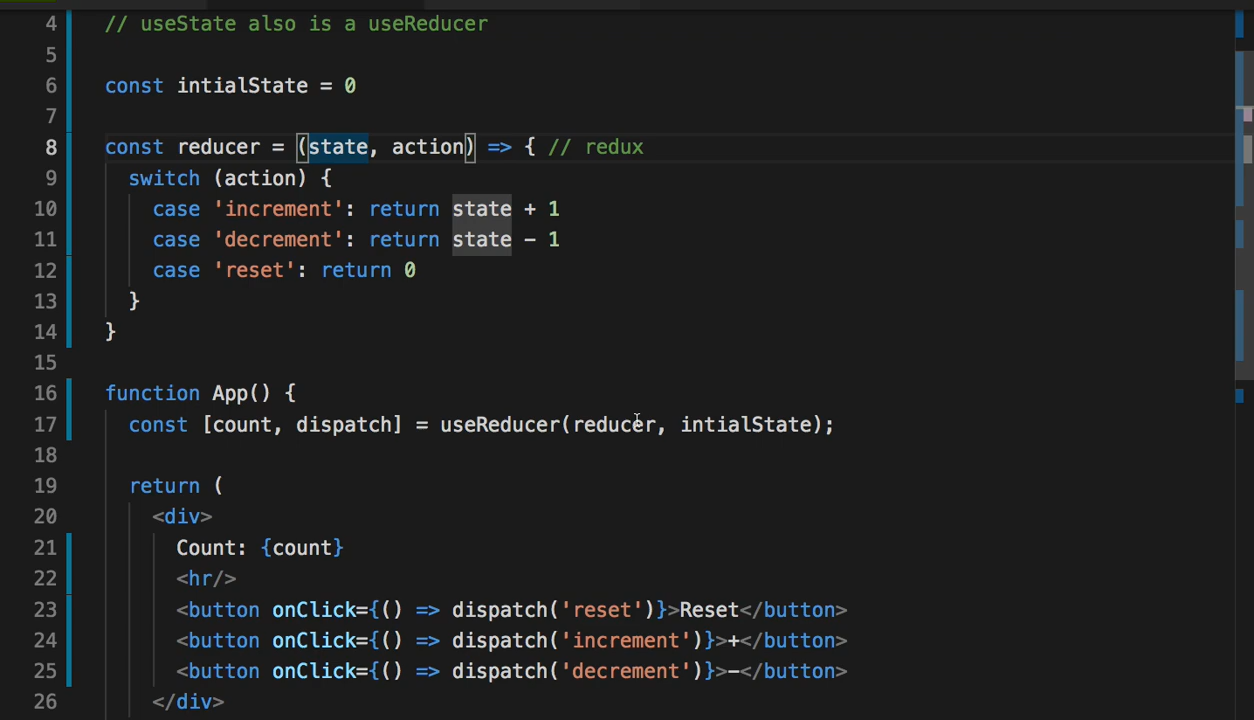 4 // useState also is a useReducer
5
6 const intialState = 0
7
8 const reducer = (state, action) => { // redux
9 switch (action) {
10 case 'increment': return state + 1
11 case 'decrement': return state - 1
12 case 'reset': return 0
13 }
14 }
15
16 function App() {
17 const [count, dispatch] = useReducer(reducer, intialState);
18
19 return (
20 <div>
21 Count: {count}
22 <hr/>
23 <button onClick={() => dispatch('reset')}>Reset</button>
24 <button onClick={() => dispatch('increment')}>+</button>
25 <button onClick={() => dispatch('decrement')}>-</button>
26 </div>